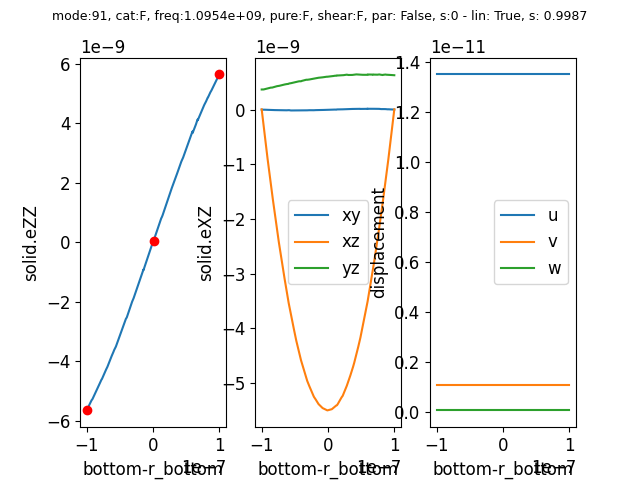 mode:91, cat:F, freq:1.0954e+09, pure:F, shear:F, par: False, s:0 - lin: True, s: 0.9987
1e−9
6
4
2
0
−2
−4
−6
solid.eZZ
−1
0
1
1e−7
bottom-r_bottom
1e−9
0
−1
−2
−3
−4
−5
solid.eXZ
xy
xz
yz
−1
0
1
1e−7
bottom-r_bottom
1e−11
1.4
1.2
1.0
0.8
0.6
0.4
0.2
0.0
displacement
u
v
w
−1
0
1
1e−7
bottom-r_bottom